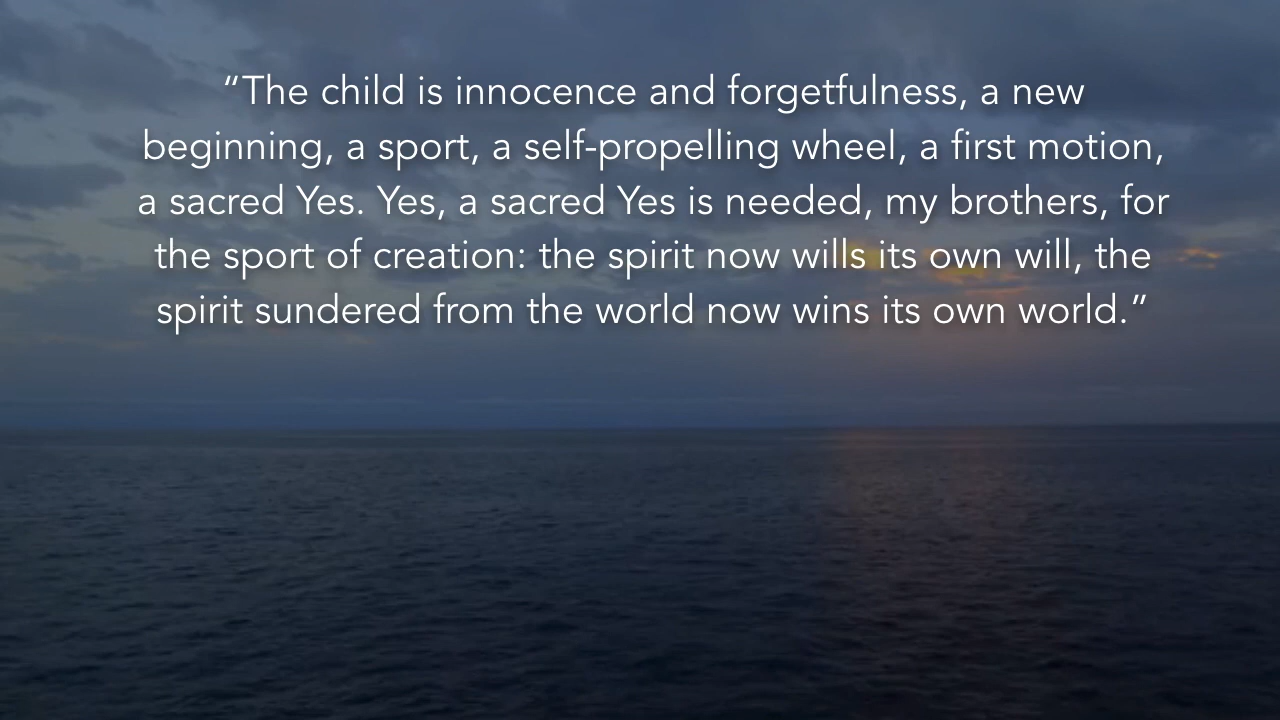 “The child is innocence and forgetfulness, a new
beginning, a sport, a self-propelling wheel, a first motion,
a sacred Yes. Yes, a sacred Yes is needed, my brothers, for
the sport of creation: the spirit now wills its own will, the
spirit sundered from the world now wins its own world.”